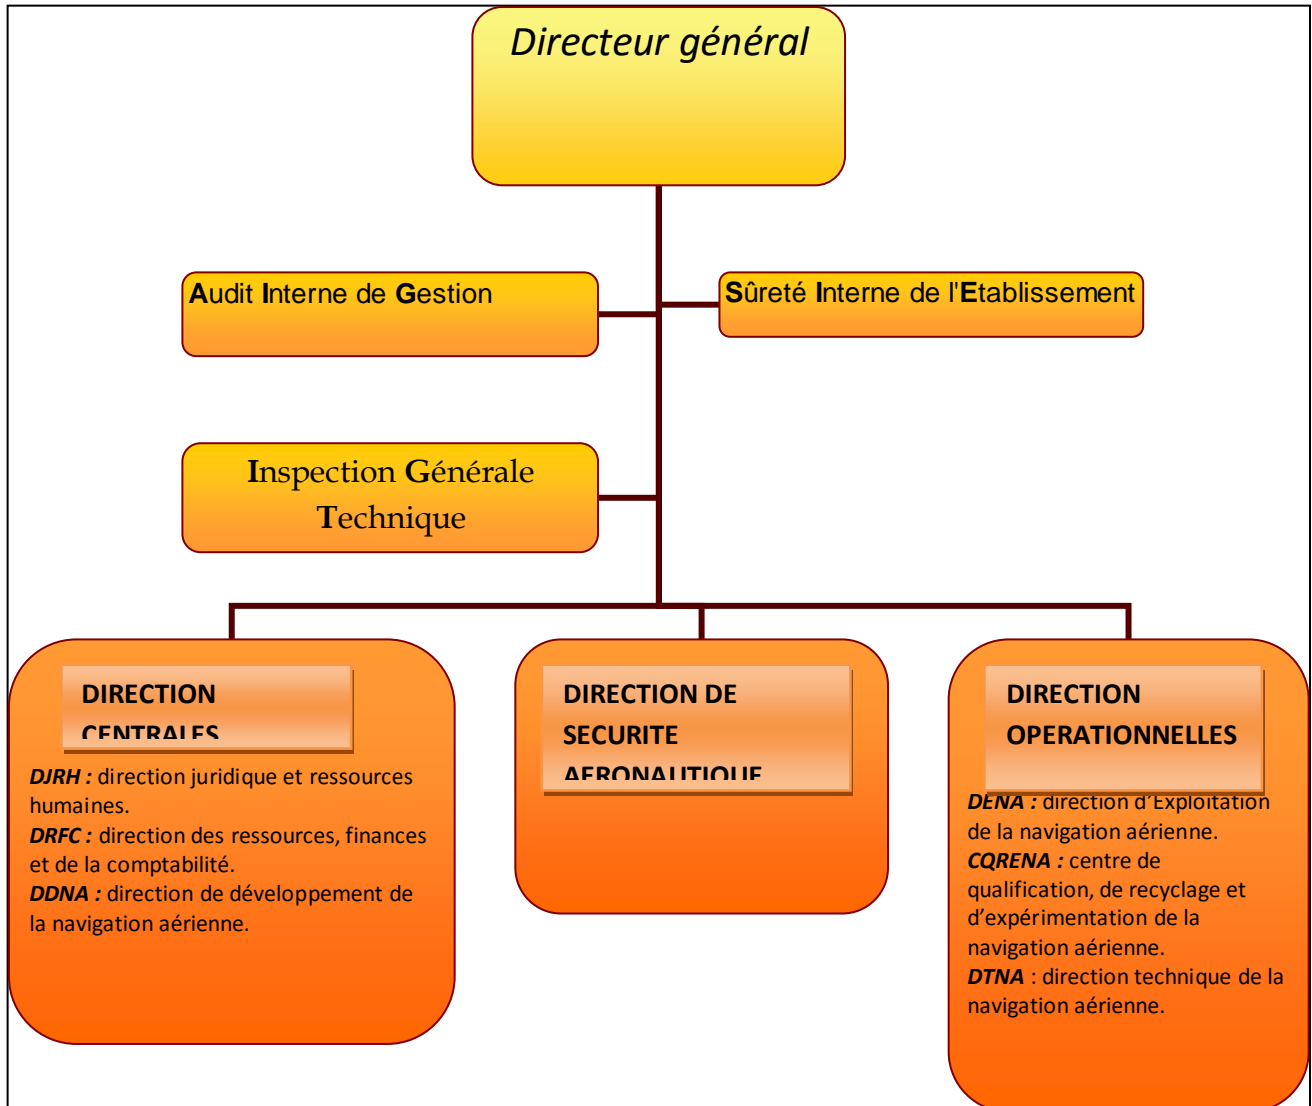 Directeur général
Audit Interne de Gestion
Sûreté Interne de l'Etablissement
Inspection Générale
Technique
DIRECTION
CENTRALES
DJRH : direction juridique et ressources
humaines.
DRFC : direction des ressources, finances
et de la comptabilité.
DDNA : direction de développement de
la navigation aérienne.
DIRECTION DE
SECURITE
AERONAUTIQUE
DIRECTION
OPERATIONNELLES
DENA : direction d’Exploitation
de la navigation aérienne.
CQRENA : centre de
qualification, de recyclage et
d’expérimentation de la
navigation aérienne.
DTNA : direction technique de la
navigation aérienne.